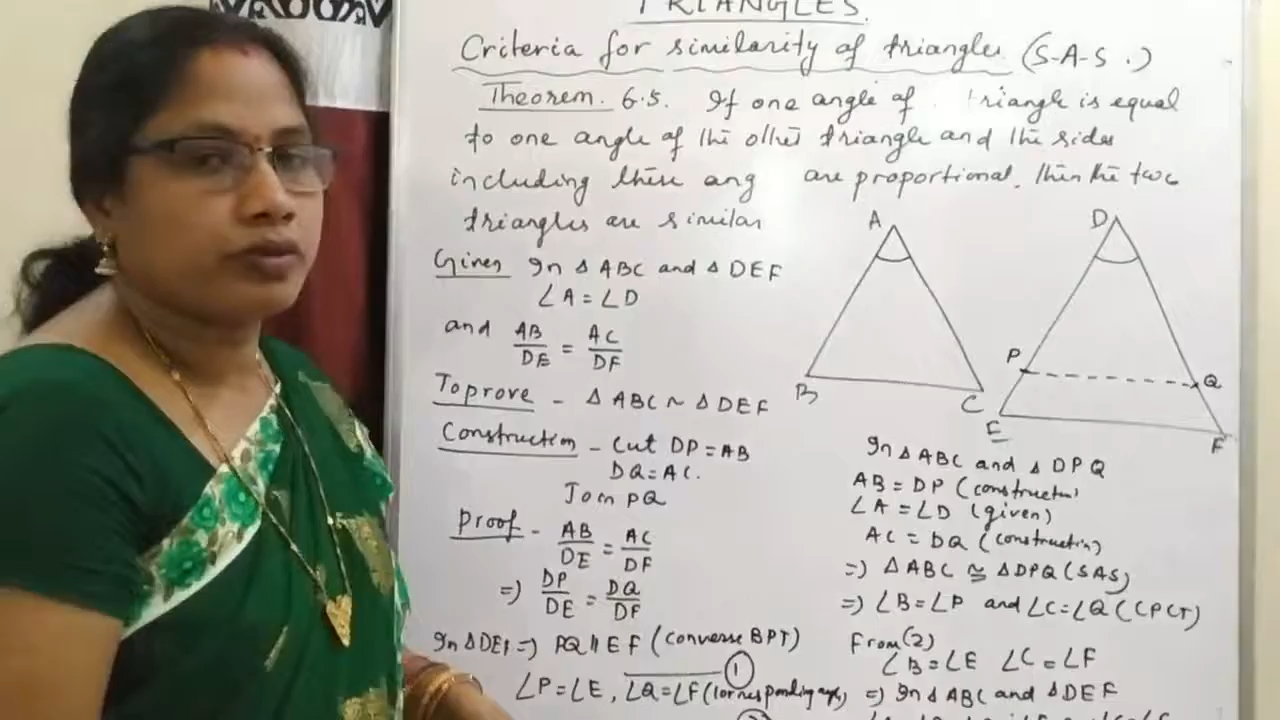 TRIANGLES.
Criteria for similarity of triangles (S-A-S.)
Theorem. 6.5. If one angle of triangle is equal
to one angle of the other triangle and the sides
including these ang are proportional, then the two
triangles are similar
Given In △ ABC and △ DEF
∠A = ∠D
and AB/DE = AC/DF
To prove - △ ABC ~ △ DEF
Construction - Cut DP = AB
DQ = AC.
Join PQ
Proof - AB/DE = AC/DF
=) DP/DE = DQ/DF
In △DEF =) PQ || EF (Converse BPT)
1
∠P = ∠E, ∠Q = ∠F (corresponding
A
B
C
D
P
Q
E
F
In △ ABC and △ DPQ
AB = DP (construction)
∠A = ∠D (given)
AC = DQ (construction)
=) △ ABC ≅ △DPQ (SAS)
=) ∠B = ∠P and ∠C = ∠Q (CPCT)
From (2)
∠B = ∠E ∠C = ∠F
=) In △ ABC and △DEF